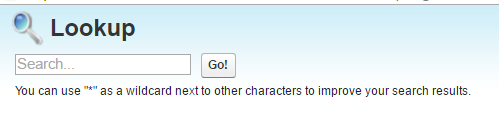 Lookup
Search... Go!
You can use "*" as a wildcard next to other characters to improve your search results.